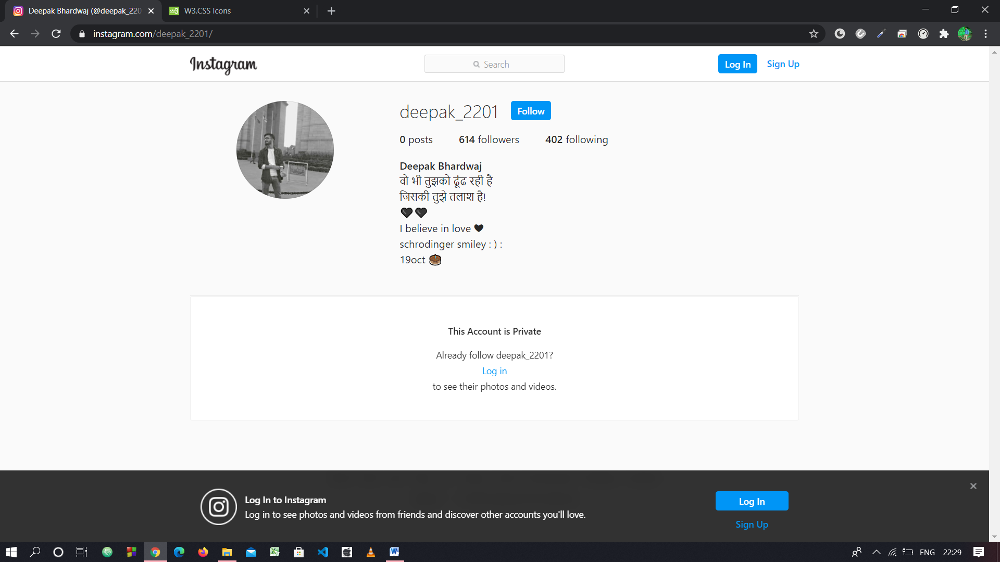 Deepak Bhardwaj (@deepak_220
W3.CSS Icons
instagram.com/deepak_2201/
Instagram
Search
Log In
Sign Up
deepak_2201
Follow
0 posts 614 followers 402 following
Deepak Bhardwaj
वो भी तुझको ढूंढ रही है
जिसकी तुझे तलाश है!
🖤🖤
I believe in love ♥
schrodinger smiley : ) :
19oct 🎂
This Account is Private
Already follow deepak_2201?
Log in
to see their photos and videos.
Log In to Instagram
Log in to see photos and videos from friends and discover other accounts you'll love.
Log In
Sign Up
ENG 22:29